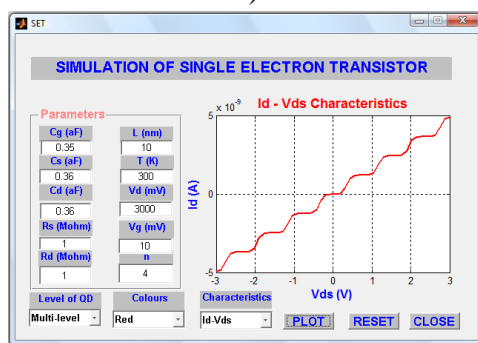 SET
SIMULATION OF SINGLE ELECTRON TRANSISTOR
Parameters
Cg (aF)
0.35
Cs (aF)
0.36
Cd (aF)
0.36
Rs (Mohm)
1
Rd (Mohm)
1
L (nm)
10
T (K)
300
Vd (mV)
3000
Vg (mV)
10
n
4
x 10^-9
Id - Vds Characteristics
Id (A)
5
0
-5
-3 -2 -1 0 1 2 3
Vds (V)
Level of QD
Multi-level
Colours
Red
Characteristics
Id-Vds
PLOT
RESET
CLOSE